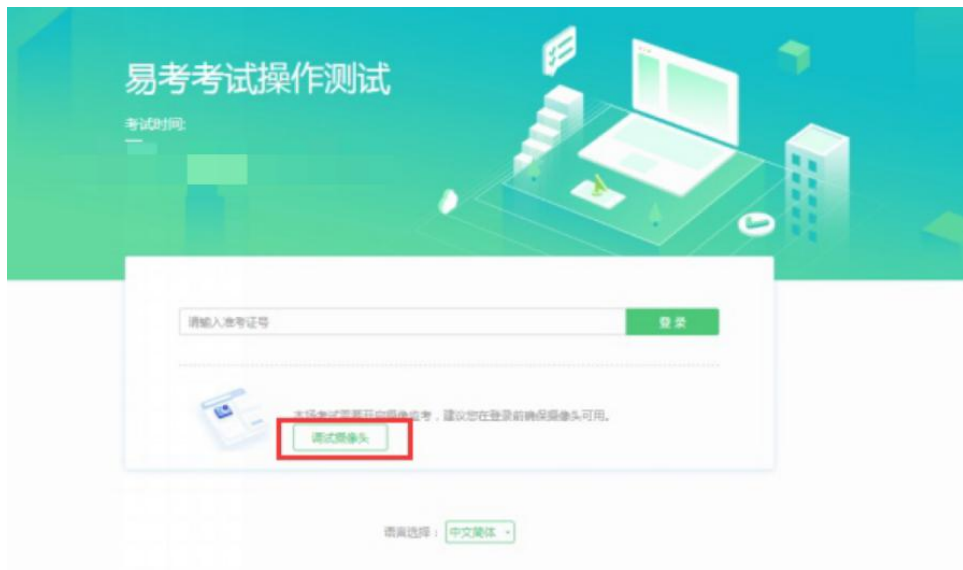 易考考试操作测试
考试时间:
请输入准考证号
登录
本场考试需要开启摄像监考，建议您在登录前确保摄像头可用。
调试摄像头
语言选择：中文简体